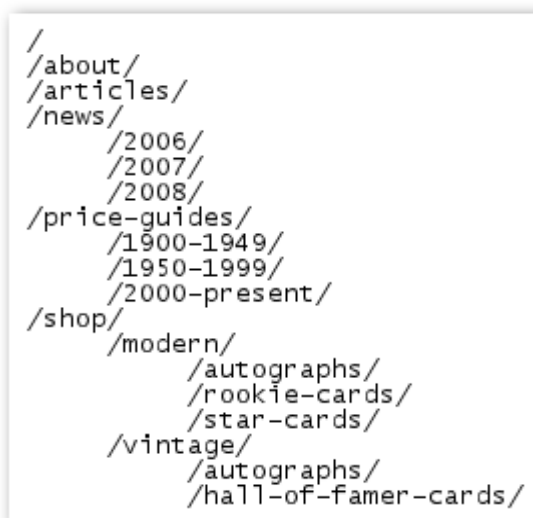 /
/about/
/articles/
/news/
/2006/
/2007/
/2008/
/price-guides/
/1900-1949/
/1950-1999/
/2000-present/
/shop/
/modern/
/autographs/
/rookie-cards/
/star-cards/
/vintage/
/autographs/
/hall-of-famer-cards/